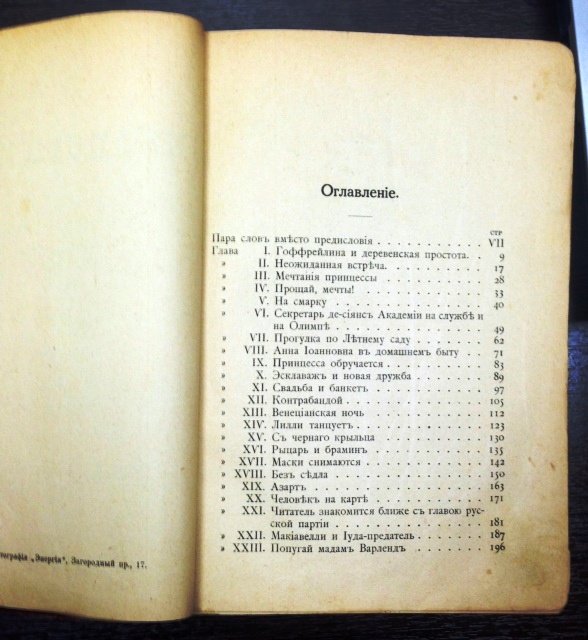 Оглавленіе.
стр
Пара словъ вмѣсто предисловія . . . . . . . . . . VII
Глава I. Гоффрейлина и деревенская простота. . 9
» II. Неожиданная встрѣча. . . . . . . . . . 17
» III. Мечтанія принцессы . . . . . . . . . . 28
» IV. Прощай, мечты! . . . . . . . . . . . 33
» V. На смарку . . . . . . . . . . . . . 40
» VI. Секретарь де-сіянсъ Академіи на службѣ и
на Олимпѣ . . . . . . . . . . . . . 49
» VII. Прогулка по Лѣтнему саду . . . . . . . 62
» VIII. Анна Іоанновна въ домашнемъ быту . . . 71
» IX. Принцесса обручается . . . . . . . . . 83
» X. Эсклаважъ и новая дружба . . . . . . . 89
» XI. Свадьба и банкетъ . . . . . . . . . . 97
» XII. Контрабандой . . . . . . . . . . . . 105
» XIII. Венеціанская ночь . . . . . . . . . . 112
» XIV. Лилли танцуетъ . . . . . . . . . . . 123
» XV. Съ чернаго крыльца . . . . . . . . . 130
» XVI. Рыцарь и браминъ . . . . . . . . . . 135
» XVII. Маски снимаются . . . . . . . . . . . 142
» XVIII. Безъ сѣдла . . . . . . . . . . . . . 150
» XIX. Азартъ . . . . . . . . . . . . . . . 163
» XX. Человѣкъ на картѣ . . . . . . . . . . 171
» XXI. Читатель знакомится ближе съ главою рус-
ской партіи . . . . . . . . . . . . . 181
» XXII. Макіавелли и Іуда-предатель . . . . . . 187
» XXIII. Попугай мадамъ Варлендъ . . . . . . . 196
„Энергія“, Загородный пр., 17.